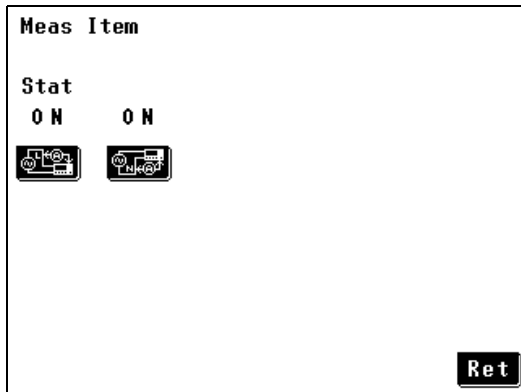 Meas Item
Stat
ON ON
L A
N A
Ret